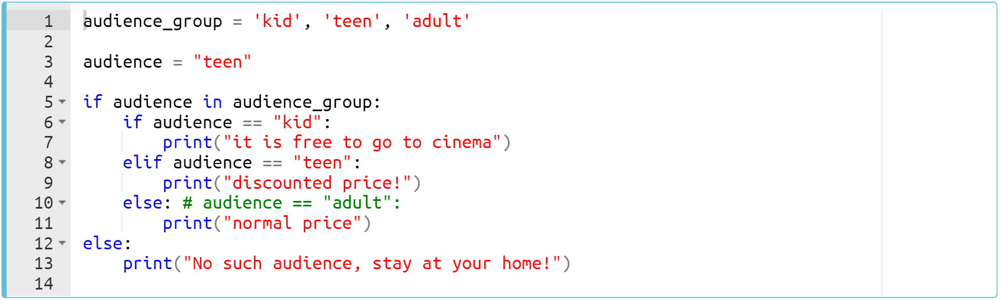 1 audience_group = 'kid', 'teen', 'adult'
2
3 audience = "teen"
4
5 if audience in audience_group:
6     if audience == "kid":
7         print("it is free to go to cinema")
8     elif audience == "teen":
9         print("discounted price!")
10     else: # audience == "adult":
11         print("normal price")
12 else:
13     print("No such audience, stay at your home!")
14